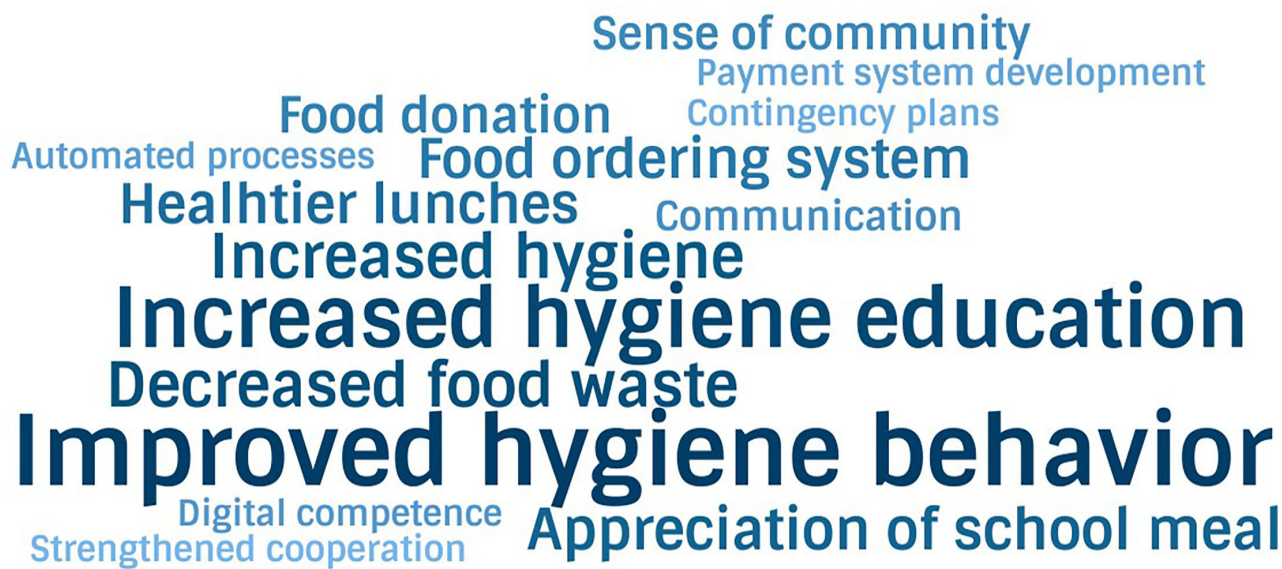 Sense of community
Payment system development
Food donation
Contingency plans
Automated processes
Food ordering system
Healhtier lunches
Communication
Increased hygiene
Increased hygiene education
Decreased food waste
Improved hygiene behavior
Digital competence
Appreciation of school meal
Strengthened cooperation